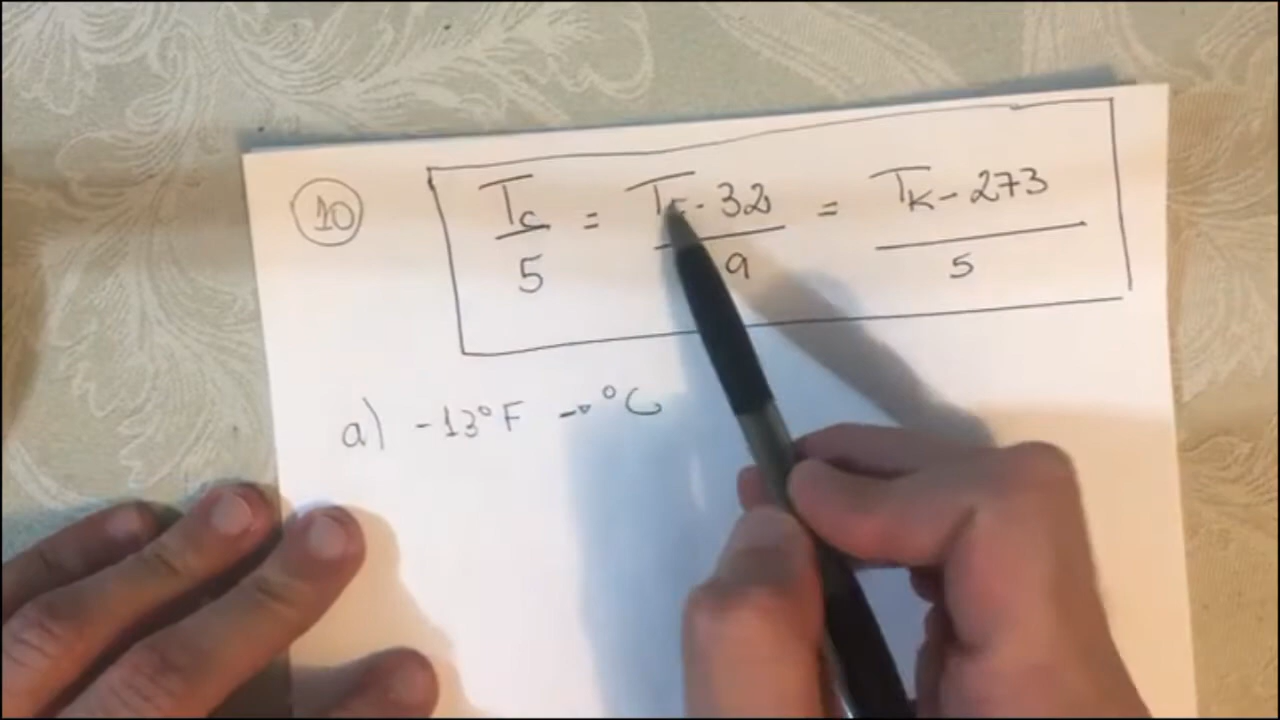 10
Tc/5 = TF-32/9 = TK-273/5
a) -13°F → °C